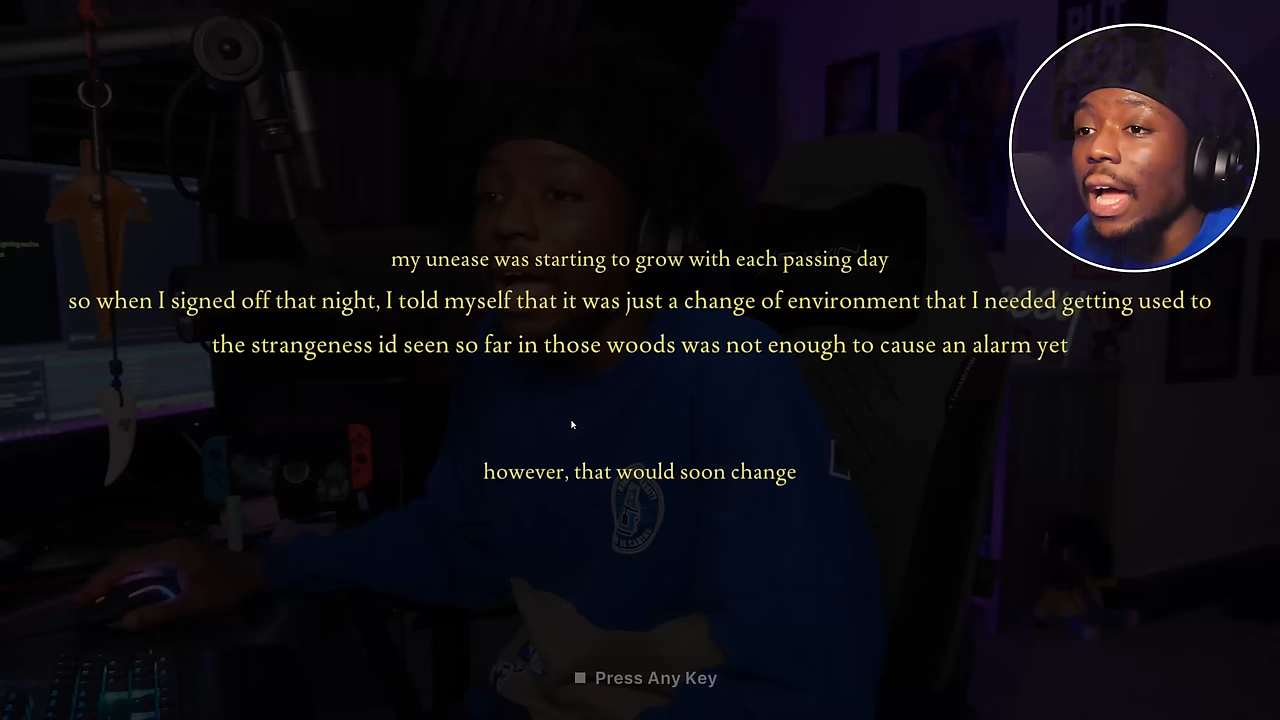 my unease was starting to grow with each passing day
so when I signed off that night, I told myself that it was just a change of environment that I needed getting used to
the strangeness id seen so far in those woods was not enough to cause an alarm yet
however, that would soon change
Press Any Key